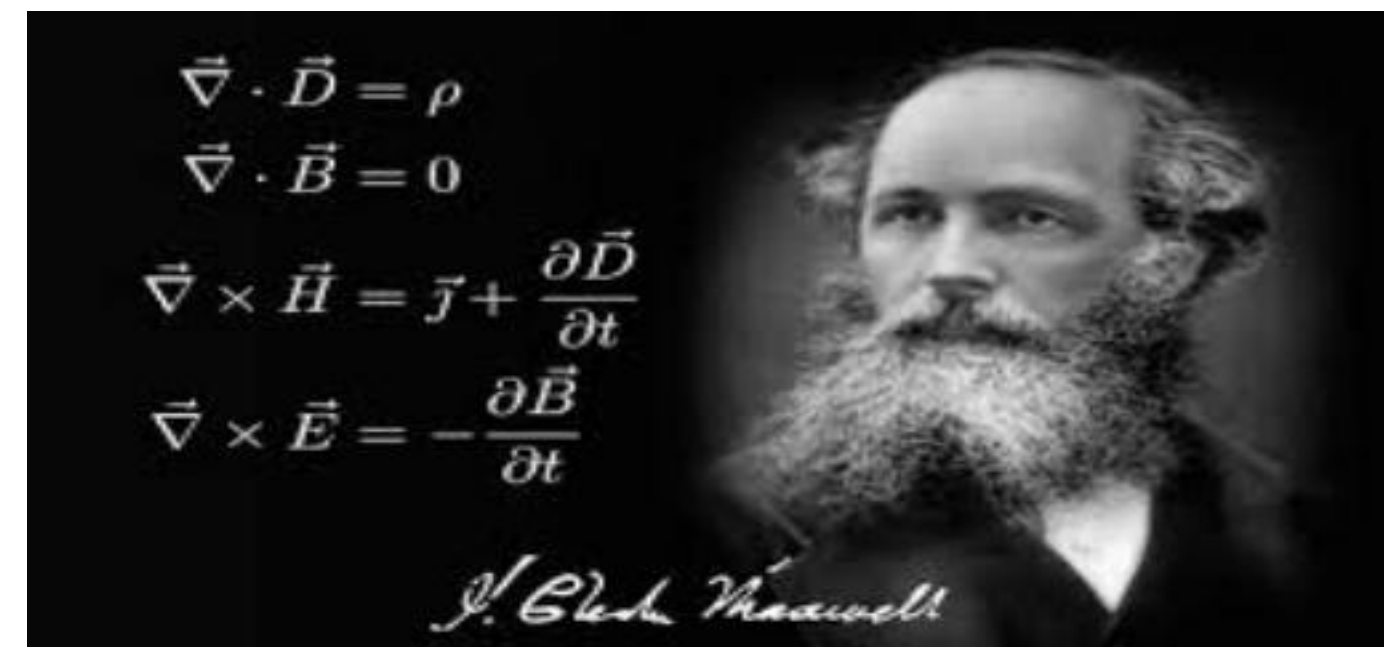 ∇⃗ · D⃗ = ρ
∇⃗ · B⃗ = 0
∇⃗ × H⃗ = ȷ⃗ + ∂D⃗/∂t
∇⃗ × E⃗ = −∂B⃗/∂t
J. Clerk Maxwell